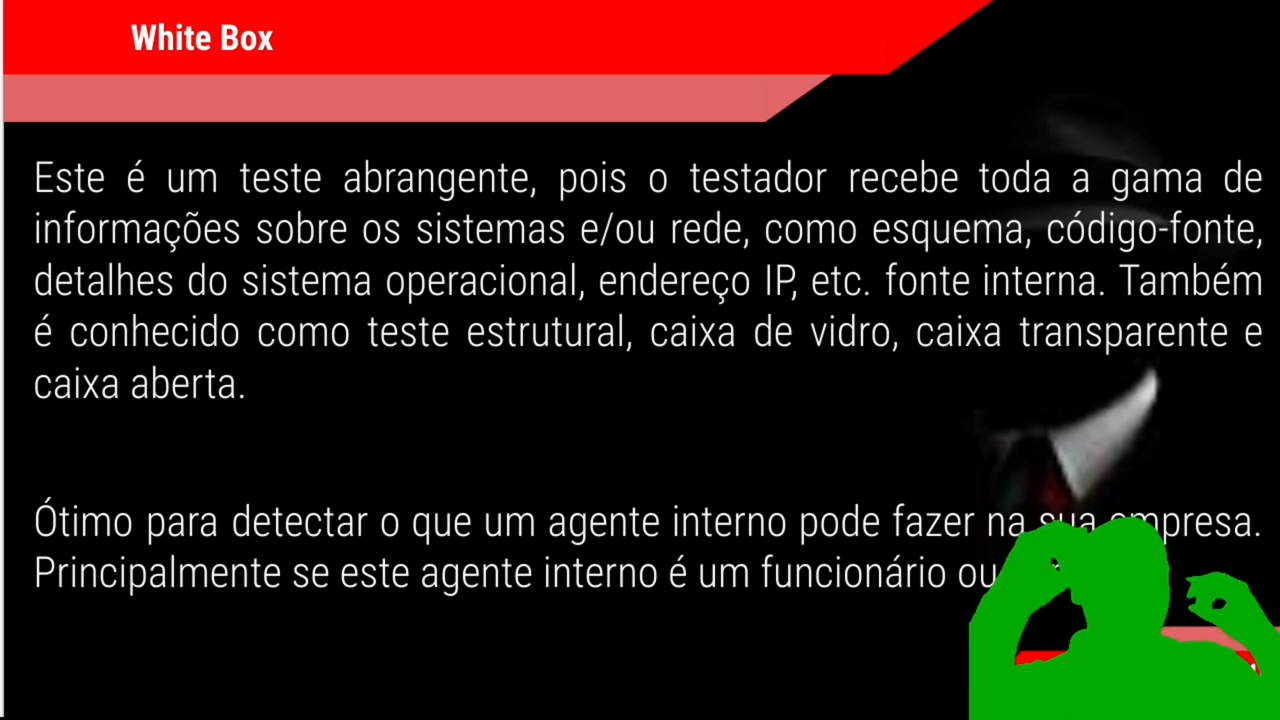 White Box
Este é um teste abrangente, pois o testador recebe toda a gama de
informações sobre os sistemas e/ou rede, como esquema, código-fonte,
detalhes do sistema operacional, endereço IP, etc. fonte interna. Também
é conhecido como teste estrutural, caixa de vidro, caixa transparente e
caixa aberta.
Ótimo para detectar o que um agente interno pode fazer na sua empresa.
Principalmente se este agente interno é um funcionário ou